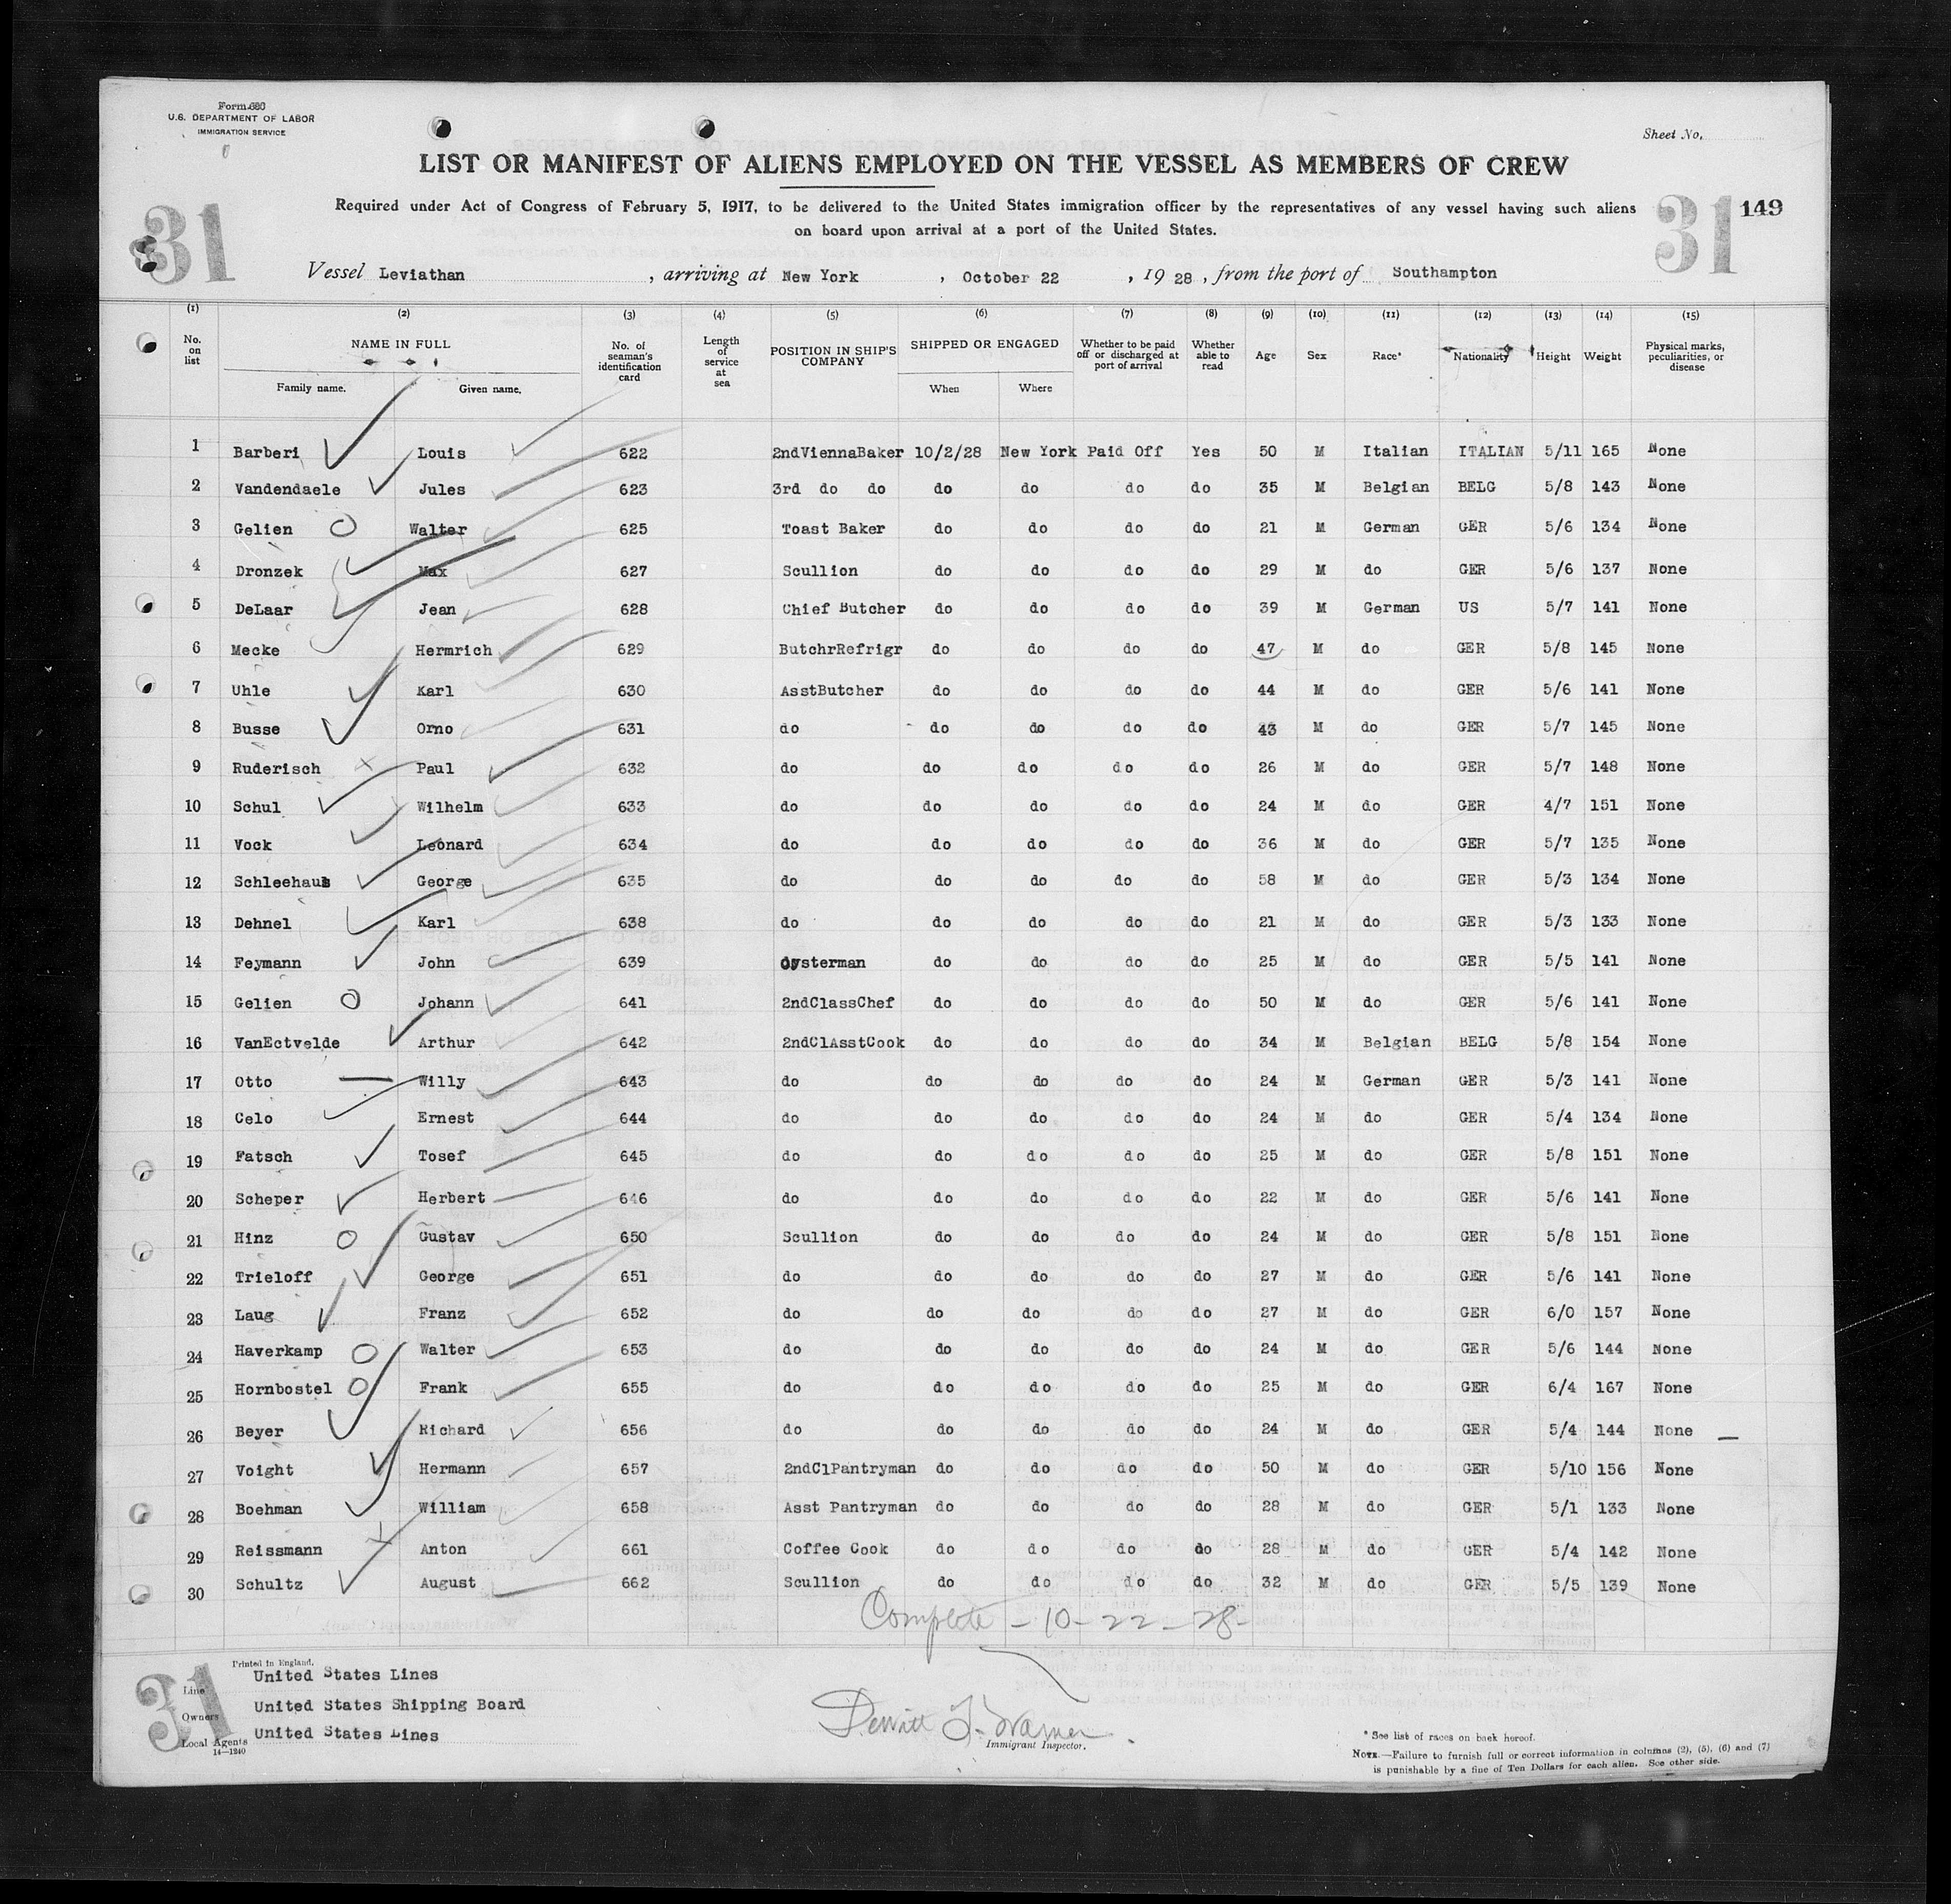 Form 680
U.S. DEPARTMENT OF LABOR
IMMIGRATION SERVICE
Sheet No.
LIST OR MANIFEST OF ALIENS EMPLOYED ON THE VESSEL AS MEMBERS OF CREW
31 Required under Act of Congress of February 5, 1917, to be delivered to the United States immigration officer by the representatives of any vessel having such aliens 31 149
on board upon arrival at a port of the United States.
Vessel Leviathan , arriving at New York , October 22 , 19 28 , from the port of Southampton
(1) (2) (3) (4) (5) (6) (7) (8) (9) (10) (11) (12) (13) (14) (15)
No. on list NAME IN FULL Family name. Given name. No. of seaman's identification card Length of service at sea POSITION IN SHIP'S COMPANY SHIPPED OR ENGAGED When Where Whether to be paid off or discharged at port of arrival Whether able to read Age Sex Race* Nationality Height Weight Physical marks, peculiarities, or disease
1 Barberi Louis 622 2ndViennaBaker 10/2/28 New York Paid Off Yes 50 M Italian ITALIAN 5/11 165 None
2 Vandendaele Jules 623 3rd do do do do do do 35 M Belgian BELG 5/8 143 None
3 Gelien Walter 625 Toast Baker do do do do 21 M German GER 5/6 134 None
4 Dronzek Max 627 Scullion do do do do 29 M do GER 5/6 137 None
5 DeLaar Jean 628 Chief Butcher do do do do 39 M German US 5/7 141 None
6 Mecke Hermrich 629 ButchrRefrigr do do do do 47 M do GER 5/8 145 None
7 Uhle Karl 630 AsstButcher do do do do 44 M do GER 5/6 141 None
8 Busse Orno 631 do do do do do 43 M do GER 5/7 145 None
9 Ruderisch Paul 632 do do do do do 26 M do GER 5/7 148 None
10 Schul Wilhelm 633 do do do do do 24 M do GER 4/7 151 None
11 Vock Leonard 634 do do do do do 36 M do GER 5/7 135 None
12 Schleehaus George 635 do do do do do 58 M do GER 5/3 134 None
13 Dehnel Karl 638 do do do do do 21 M do GER 5/3 133 None
14 Feymann John 639 Oysterman do do do do 25 M do GER 5/5 141 None
15 Gelien Johann 641 2ndClassChef do do do do 50 M do GER 5/6 141 None
16 VanEctvelde Arthur 642 2ndClAsstCook do do do do 34 M Belgian BELG 5/8 154 None
17 Otto Willy 643 do do do do do 24 M German GER 5/3 141 None
18 Celo Ernest 644 do do do do do 24 M do GER 5/4 134 None
19 Fatsch Tosef 645 do do do do do 25 M do GER 5/8 151 None
20 Scheper Herbert 646 do do do do do 22 M do GER 5/6 141 None
21 Hinz Gustav 650 Scullion do do do do 24 M do GER 5/8 151 None
22 Trieloff George 651 do do do do do 27 M do GER 5/6 141 None
23 Laug Franz 652 do do do do do 27 M do GER 6/0 157 None
24 Haverkamp Walter 653 do do do do do 24 M do GER 5/6 144 None
25 Hornbostel Frank 655 do do do do do 25 M do GER 6/4 167 None
26 Beyer Richard 656 do do do do do 24 M do GER 5/4 144 None
27 Voight Hermann 657 2ndClPantryman do do do do 50 M do GER 5/10 156 None
28 Boehman William 658 Asst Pantryman do do do do 28 M do GER 5/1 133 None
29 Reissmann Anton 661 Coffee Cook do do do do 28 M do GER 5/4 142 None
30 Schultz August 662 Scullion do do do do 32 M do GER 5/5 139 None
Complete - 10-22-28-
Printed in England.
31 Line United States Lines
Owners United States Shipping Board
Local Agents United States Lines
14-1240
Dewitt T. Warner
Immigrant Inspector.
* See list of races on back hereof.
NOTE.—Failure to furnish full or correct information in columns (2), (5), (6) and (7)
is punishable by a fine of Ten Dollars for each alien. See other side.